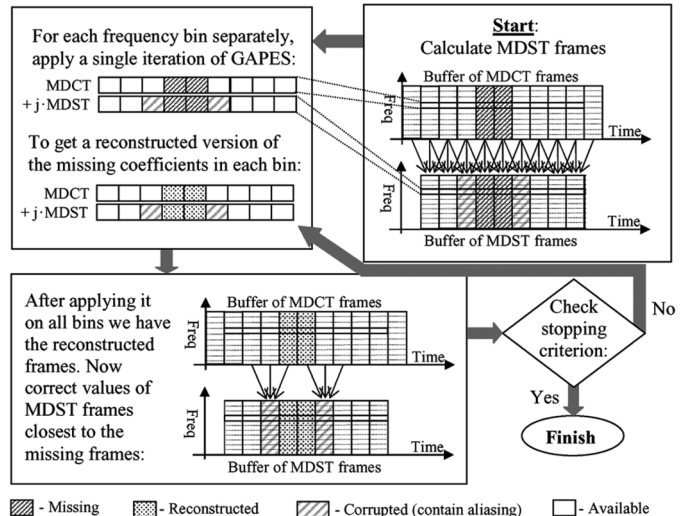 For each frequency bin separately,
apply a single iteration of GAPES:
MDCT
+ j·MDST
To get a reconstructed version of
the missing coefficients in each bin:
MDCT
+ j·MDST
Start:
Calculate MDST frames
Buffer of MDCT frames
Freq
Time
Freq
Time
Buffer of MDST frames
After applying it
on all bins we have
the reconstructed
frames. Now
correct values of
MDST frames
closest to the
missing frames:
Buffer of MDCT frames
Freq
Time
Freq
Time
Buffer of MDST frames
Check
stopping
criterion:
No
Yes
Finish
- Missing
- Reconstructed
- Corrupted (contain aliasing)
- Available